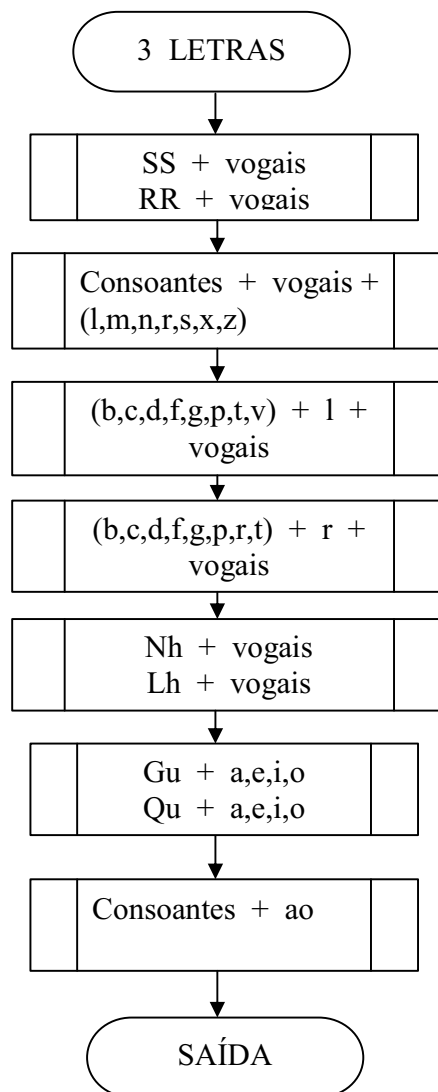 3 LETRAS
SS + vogais
RR + vogais
Consoantes + vogais +
(l,m,n,r,s,x,z)
(b,c,d,f,g,p,t,v) + l +
vogais
(b,c,d,f,g,p,r,t) + r +
vogais
Nh + vogais
Lh + vogais
Gu + a,e,i,o
Qu + a,e,i,o
Consoantes + ao
SAÍDA